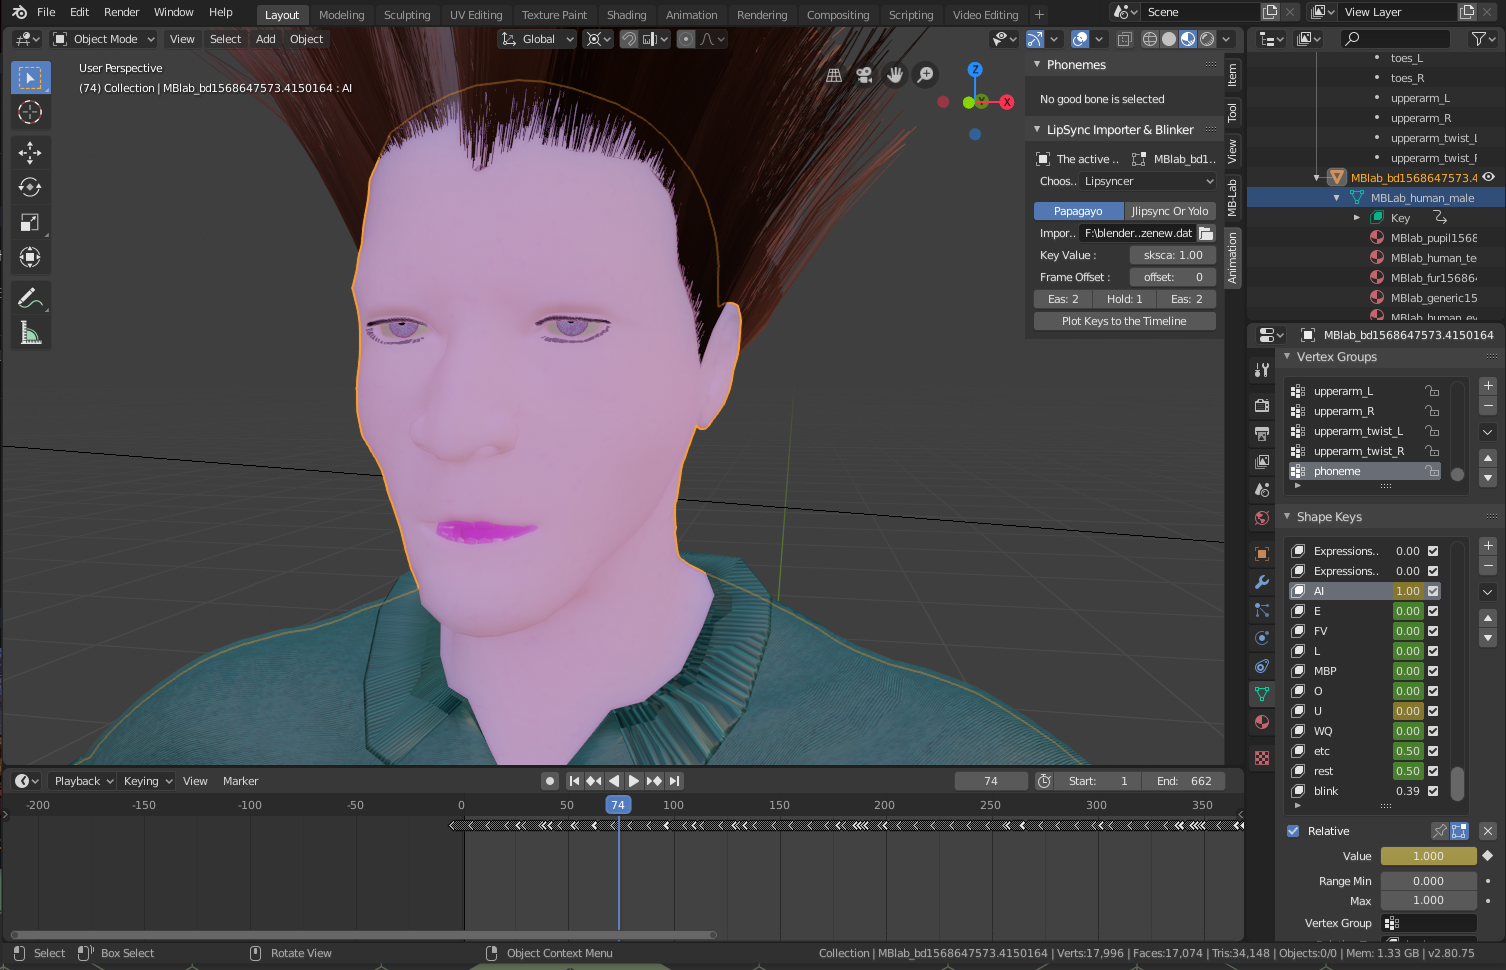 File Edit Render Window Help
Layout Modeling Sculpting UV Editing Texture Paint Shading Animation Rendering Compositing Scripting Video Editing +
Scene
View Layer
Object Mode View Select Add Object
Global
User Perspective
(74) Collection | MBlab_bd1568647573.4150164 : AI
Z
Y
X
Phonemes
No good bone is selected
LipSync Importer & Blinker
The active .. MBlab_bd1..
Choos.. Lipsyncer
Papagayo Jlipsync Or Yolo
Impor.. F:\blender..zenew.dat
Key Value : sksca: 1.00
Frame Offset : offset: 0
Eas: 2 Hold: 1 Eas: 2
Plot Keys to the Timeline
Item
Tool
View
MB-Lab
Animation
toes_L
toes_R
upperarm_L
upperarm_R
upperarm_twist_L
upperarm_twist_R
MBlab_bd1568647573.4
MBLab_human_male
Key
MBlab_pupil1568
MBlab_human_te
MBlab_fur15686
MBlab_generic15
MBlab_human_ey
MBlab_bd1568647573.4150164
Vertex Groups
upperarm_L
upperarm_R
upperarm_twist_L
upperarm_twist_R
phoneme
Shape Keys
Expressions.. 0.00
Expressions.. 0.00
AI 1.00
E 0.00
FV 0.00
L 0.00
MBP 0.00
O 0.00
U 0.00
WQ 0.00
etc 0.50
rest 0.50
blink 0.39
Relative
Value 1.000
Range Min 0.000
Max 1.000
Vertex Group
Playback Keying View Marker
74
Start: 1 End: 662
-200 -150 -100 -50 0 50 74 100 150 200 250 300 350
Select Box Select Rotate View Object Context Menu
Collection | MBlab_bd1568647573.4150164 | Verts:17,996 | Faces:17,074 | Tris:34,148 | Objects:0/0 | Mem: 1.33 GB | v2.80.75